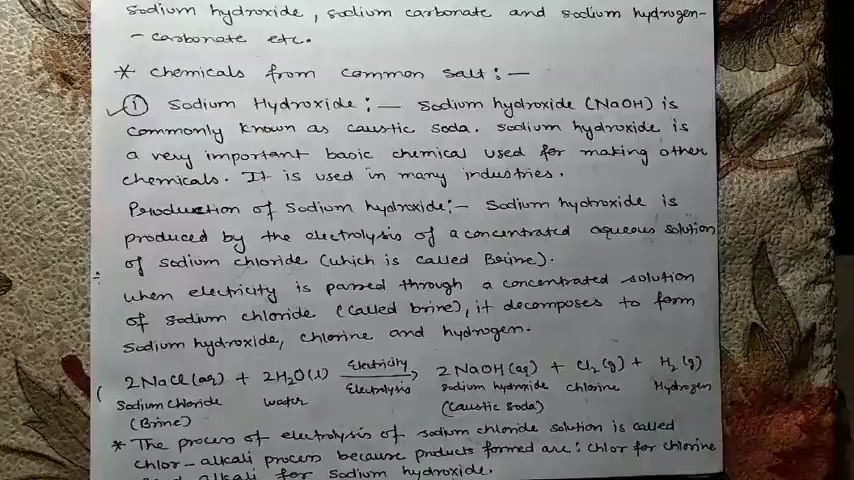 sodium hydroxide, sodium carbonate and sodium hydrogen-
- carbonate etc.
* Chemicals from common salt : —
① Sodium Hydroxide : — Sodium hydroxide (NaOH) is
commonly known as caustic soda. Sodium hydroxide is
a very important basic chemical used for making other
chemicals. It is used in many industries.
Production of Sodium hydroxide :- Sodium hydroxide is
produced by the electrolysis of a concentrated aqueous solution
of sodium chloride (which is called Brine).
when electricity is passed through a concentrated solution
of sodium chloride (called brine), it decomposes to form
sodium hydroxide, chlorine and hydrogen.
2NaCl(aq) + 2H₂O(l) Electricity → Electrolysis 2NaOH(aq) + Cl₂(g) + H₂(g)
Sodium chloride water sodium hydroxide chlorine Hydrogen
(Brine) (Caustic soda)
* The process of electrolysis of sodium chloride solution is called
chlor-alkali process because products formed are : chlor for chlorine
alkali for sodium hydroxide.